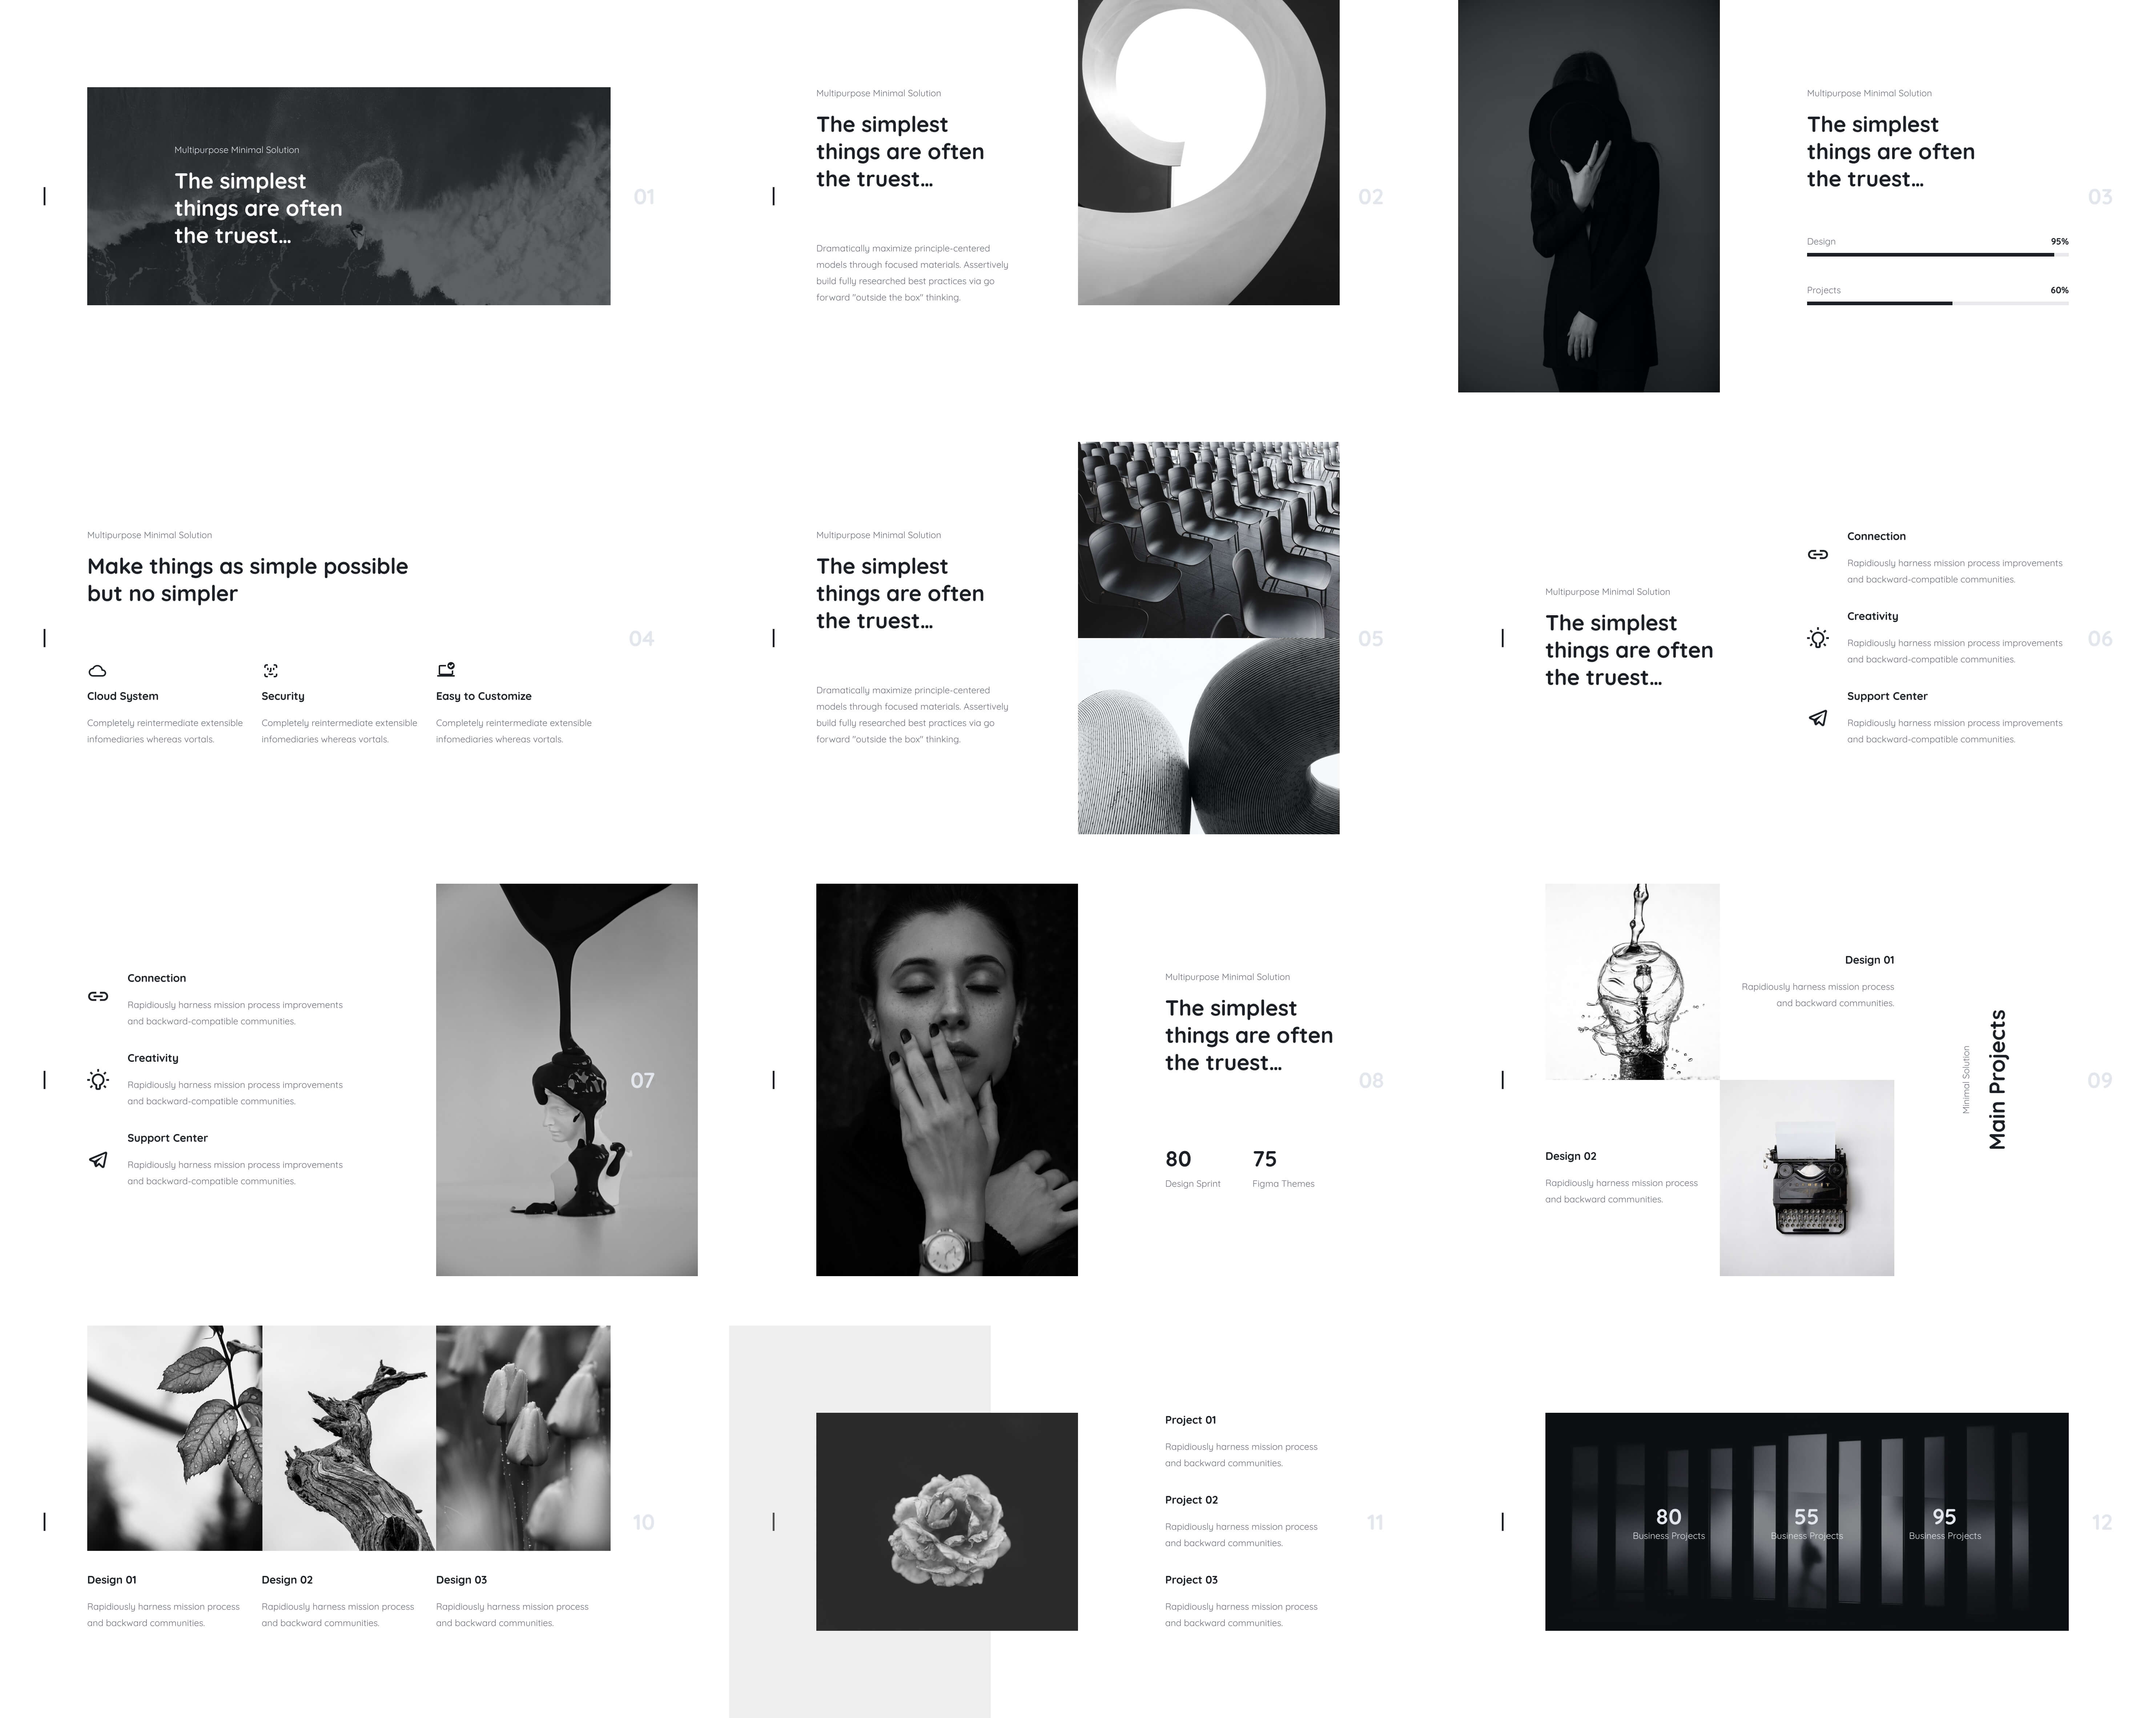 Multipurpose Minimal Solution
The simplest
things are often
the truest...
01
Multipurpose Minimal Solution
The simplest
things are often
the truest...
Dramatically maximize principle-centered
models through focused materials. Assertively
build fully researched best practices via go
forward "outside the box" thinking.
02
Multipurpose Minimal Solution
The simplest
things are often
the truest...
Design 95%
Projects 60%
03
Multipurpose Minimal Solution
Make things as simple possible
but no simpler
Cloud System
Completely reintermediate extensible
infomediaries whereas vortals.
Security
Completely reintermediate extensible
infomediaries whereas vortals.
Easy to Customize
Completely reintermediate extensible
infomediaries whereas vortals.
04
Multipurpose Minimal Solution
The simplest
things are often
the truest...
Dramatically maximize principle-centered
models through focused materials. Assertively
build fully researched best practices via go
forward "outside the box" thinking.
05
Multipurpose Minimal Solution
The simplest
things are often
the truest...
Connection
Rapidiously harness mission process improvements
and backward-compatible communities.
Creativity
Rapidiously harness mission process improvements
and backward-compatible communities.
Support Center
Rapidiously harness mission process improvements
and backward-compatible communities.
06
Connection
Rapidiously harness mission process improvements
and backward-compatible communities.
Creativity
Rapidiously harness mission process improvements
and backward-compatible communities.
Support Center
Rapidiously harness mission process improvements
and backward-compatible communities.
07
Multipurpose Minimal Solution
The simplest
things are often
the truest...
80
Design Sprint
75
Figma Themes
08
Design 01
Rapidiously harness mission process
and backward communities.
Design 02
Rapidiously harness mission process
and backward communities.
Minimal Solution
Main Projects
09
Design 01
Rapidiously harness mission process
and backward communities.
Design 02
Rapidiously harness mission process
and backward communities.
Design 03
Rapidiously harness mission process
and backward communities.
10
Project 01
Rapidiously harness mission process
and backward communities.
Project 02
Rapidiously harness mission process
and backward communities.
Project 03
Rapidiously harness mission process
and backward communities.
11
80
Business Projects
55
Business Projects
95
Business Projects
12